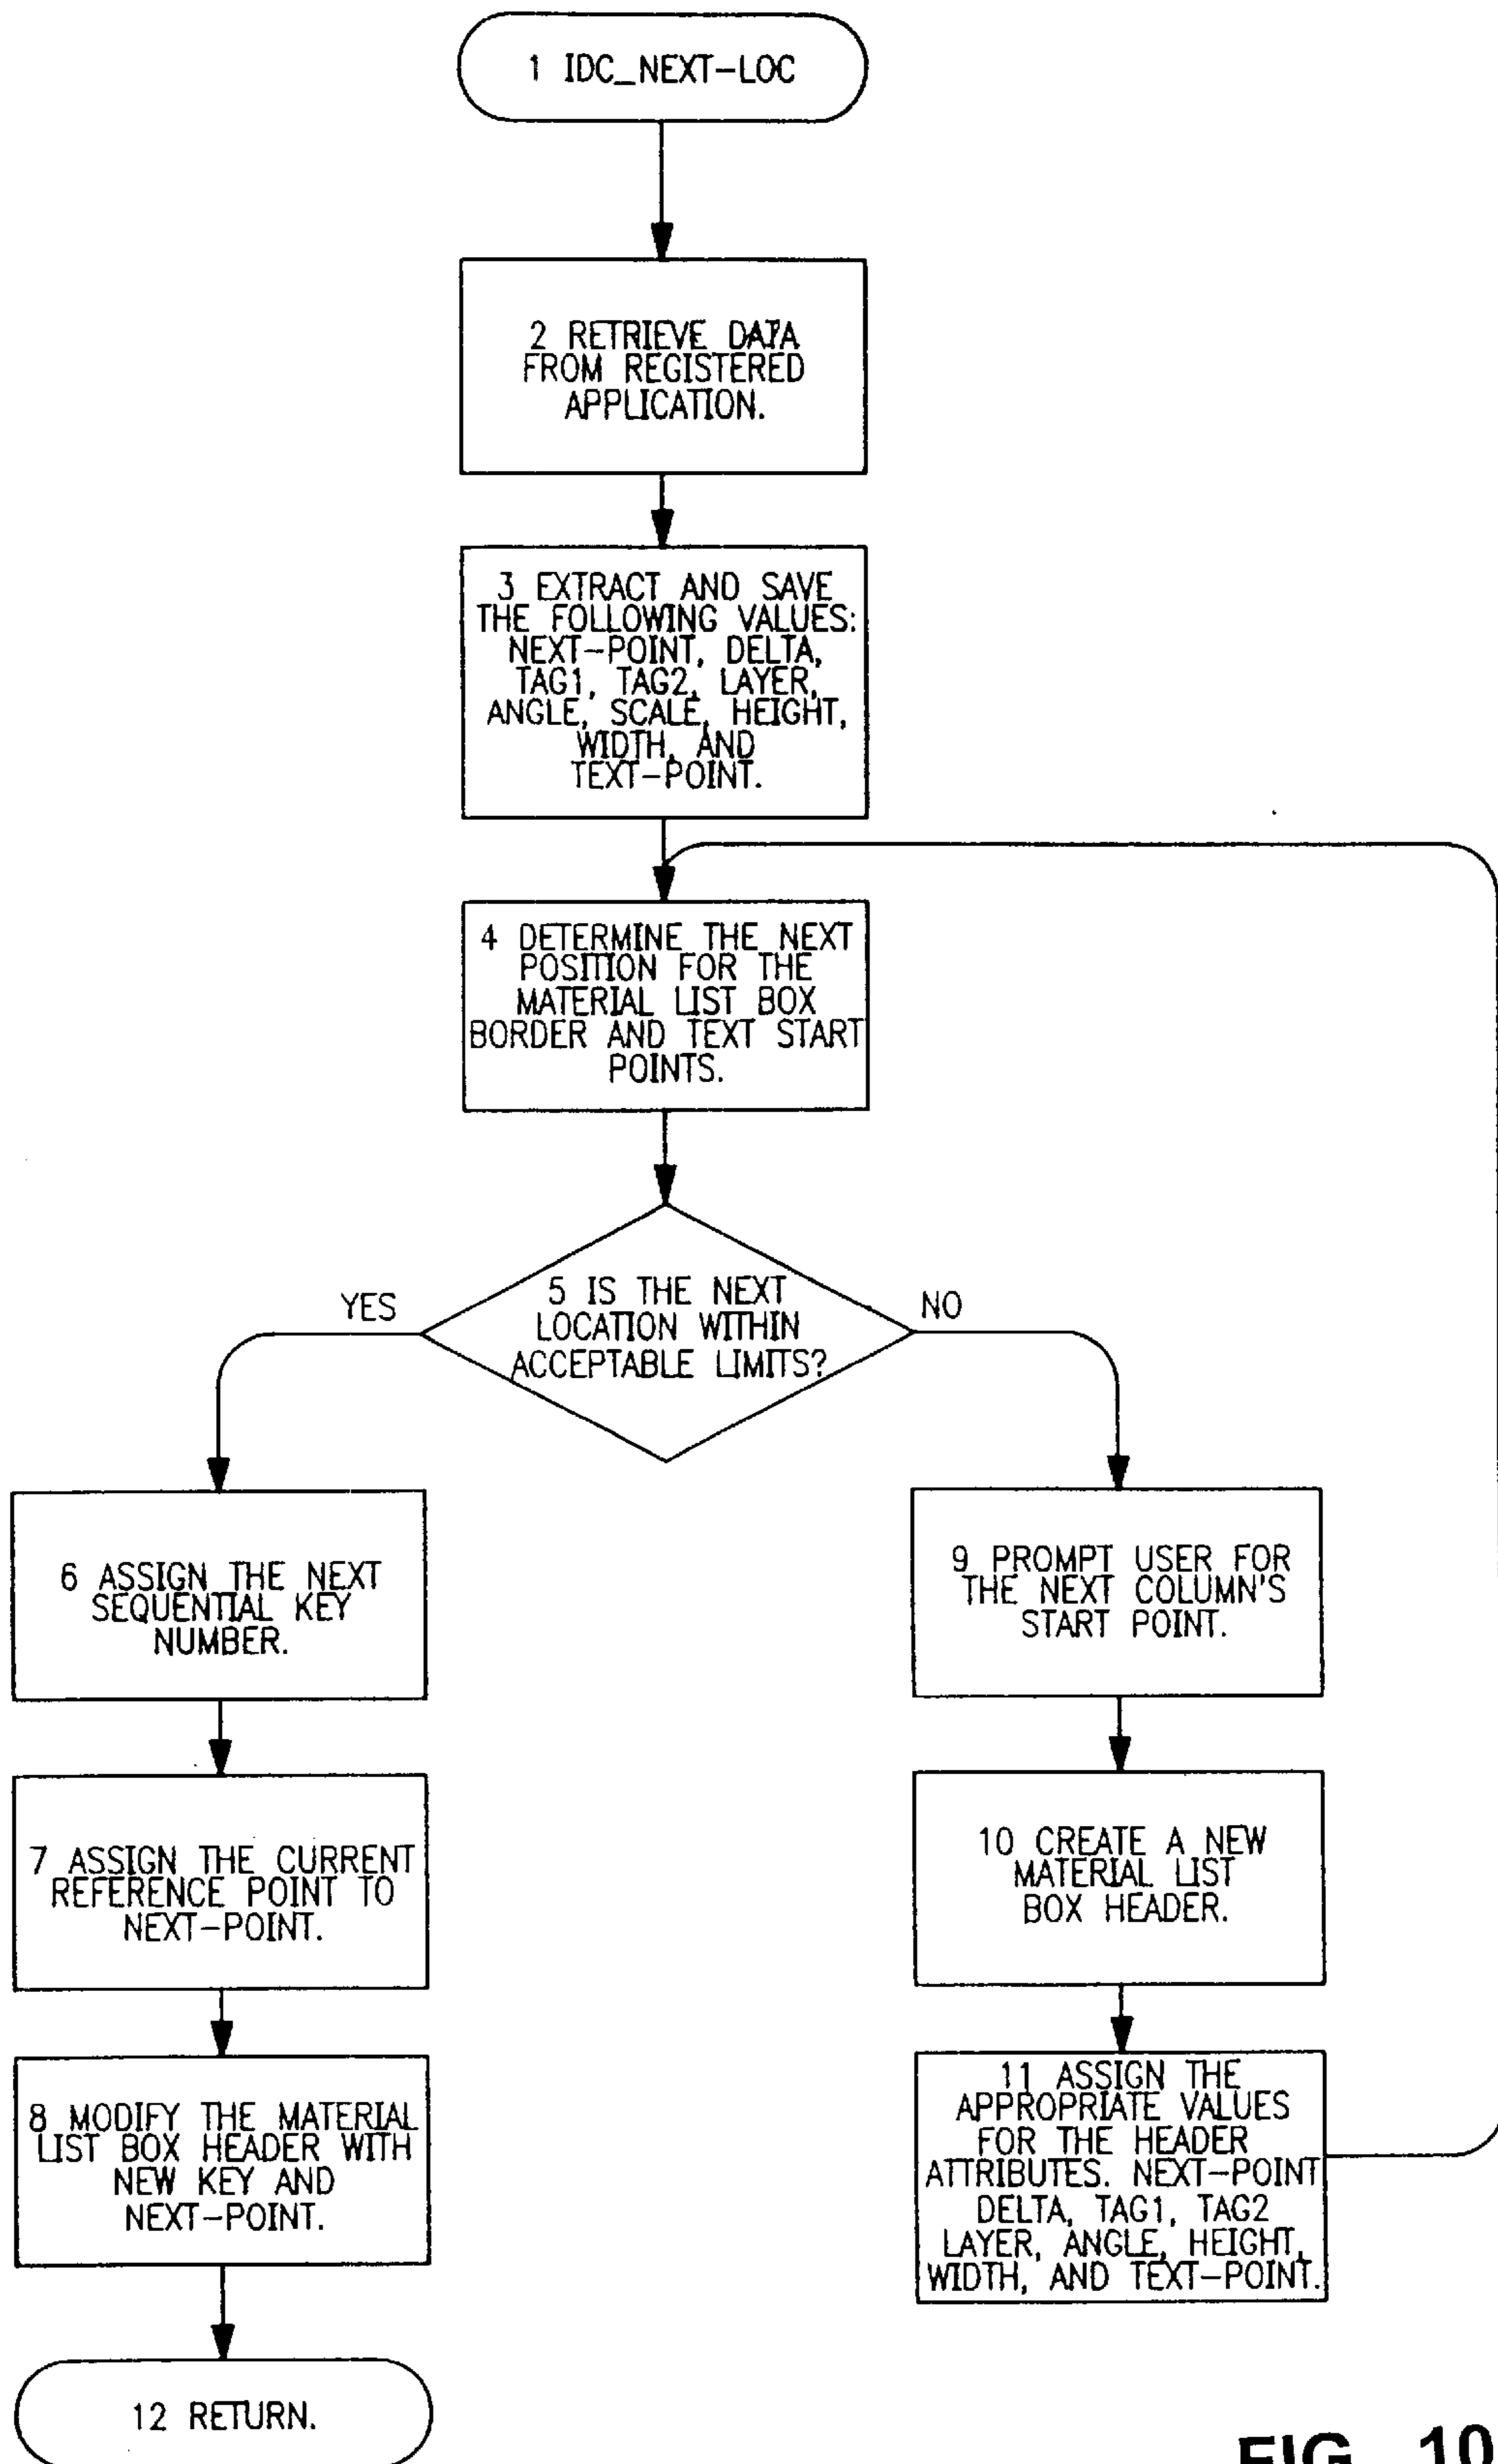 1 IDC_NEXT-LOC
2 RETRIEVE DATA
FROM REGISTERED
APPLICATION.
3 EXTRACT AND SAVE
THE FOLLOWING VALUES:
NEXT-POINT, DELTA,
TAG1, TAG2, LAYER,
ANGLE, SCALE, HEIGHT,
WIDTH, AND
TEXT-POINT.
4 DETERMINE THE NEXT
POSITION FOR THE
MATERIAL LIST BOX
BORDER AND TEXT START
POINTS.
5 IS THE NEXT
LOCATION WITHIN
ACCEPTABLE LIMITS?
YES
NO
6 ASSIGN THE NEXT
SEQUENTIAL KEY
NUMBER.
7 ASSIGN THE CURRENT
REFERENCE POINT TO
NEXT-POINT.
8 MODIFY THE MATERIAL
LIST BOX HEADER WITH
NEW KEY AND
NEXT-POINT.
12 RETURN.
9 PROMPT USER FOR
THE NEXT COLUMN'S
START POINT.
10 CREATE A NEW
MATERIAL LIST
BOX HEADER.
11 ASSIGN THE
APPROPRIATE VALUES
FOR THE HEADER
ATTRIBUTES. NEXT-POINT
DELTA, TAG1, TAG2
LAYER, ANGLE, HEIGHT,
WIDTH, AND TEXT-POINT.
FIG. 10